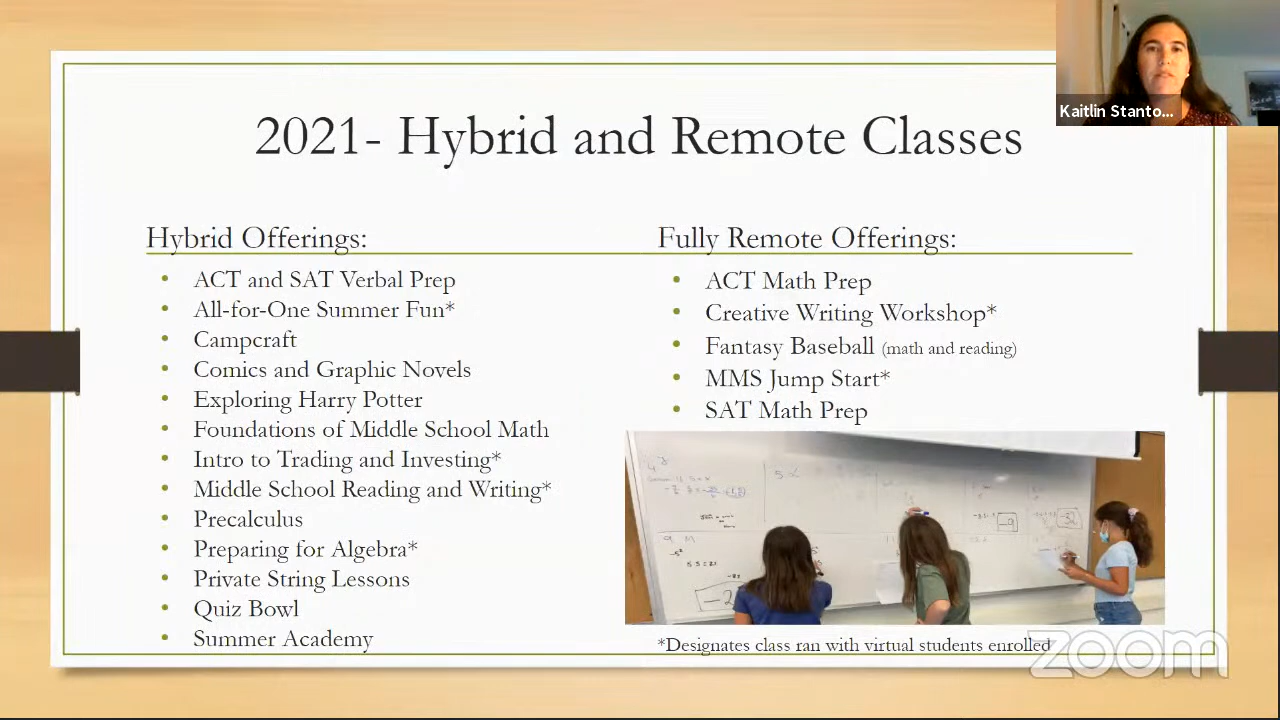 Kaitlin Stanto...
2021- Hybrid and Remote Classes
Hybrid Offerings:
• ACT and SAT Verbal Prep
• All-for-One Summer Fun*
• Campcraft
• Comics and Graphic Novels
• Exploring Harry Potter
• Foundations of Middle School Math
• Intro to Trading and Investing*
• Middle School Reading and Writing*
• Precalculus
• Preparing for Algebra*
• Private String Lessons
• Quiz Bowl
• Summer Academy
Fully Remote Offerings:
• ACT Math Prep
• Creative Writing Workshop*
• Fantasy Baseball (math and reading)
• MMS Jump Start*
• SAT Math Prep
*Designates class ran with virtual students enrolled
zoom